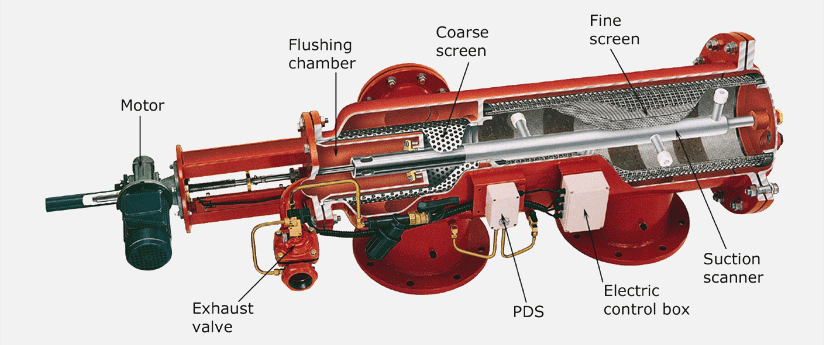 Fine
screen
Coarse
screen
Flushing
chamber
Motor
Suction
scanner
Electric
control box
PDS
Exhaust
valve